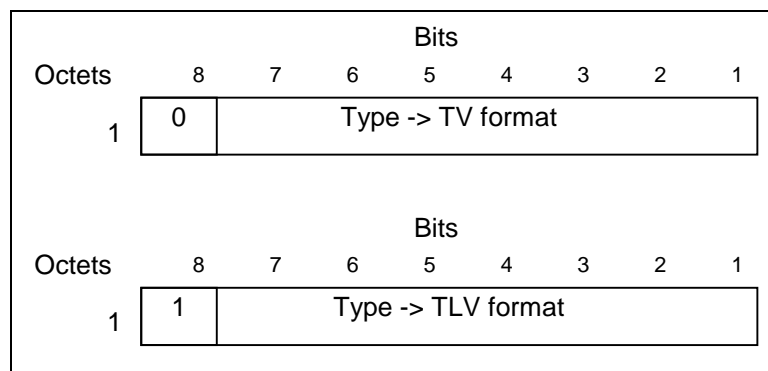 Bits
Octets 8 7 6 5 4 3 2 1
1 0 Type -> TV format
Bits
Octets 8 7 6 5 4 3 2 1
1 1 Type -> TLV format